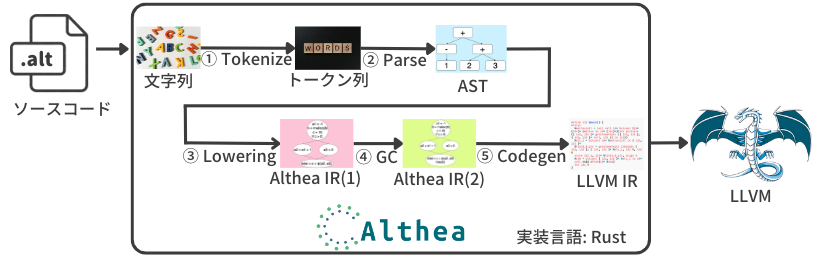 .alt
ソースコード
文字列
① Tokenize
WORDS
トークン列
② Parse
+
- +
1 2 3
AST
③ Lowering
Althea IR(1)
④ GC
Althea IR(2)
⑤ Codegen
LLVM IR
LLVM
Althea
実装言語: Rust